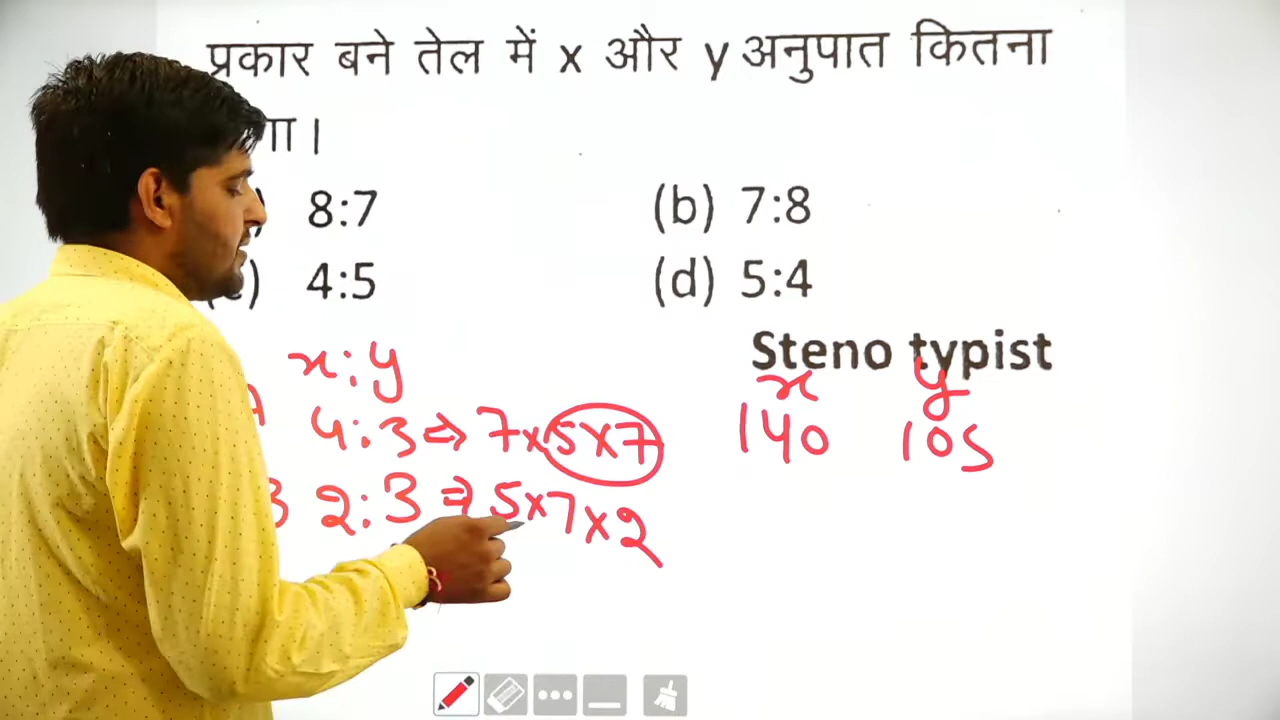 प्रकार बने तेल में x और y अनुपात कितना
8:7
(b) 7:8
4:5
(d) 5:4
Steno typist
x : y
x y
4 : 3 ⇒ 7×5×7
140 105
2 : 3 ⇒ 5×7×2